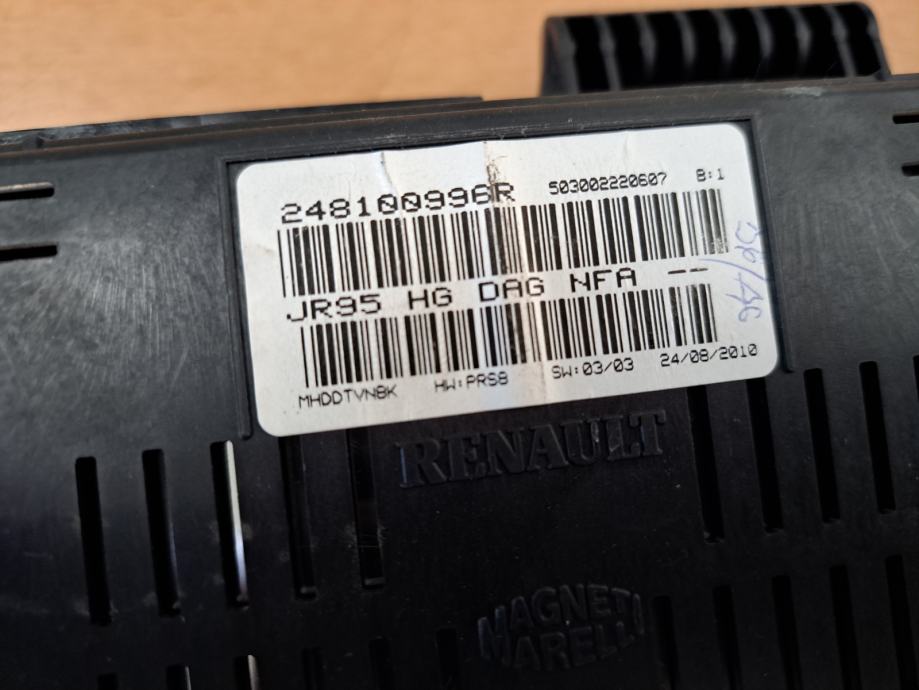 248100996R 503002220607 B:1
JR95 HG DAG NFA --
MHDDTVN8K HW:PRS8 SW:03/03 24/08/2010
RENAULT
MAGNETI
MARELLI